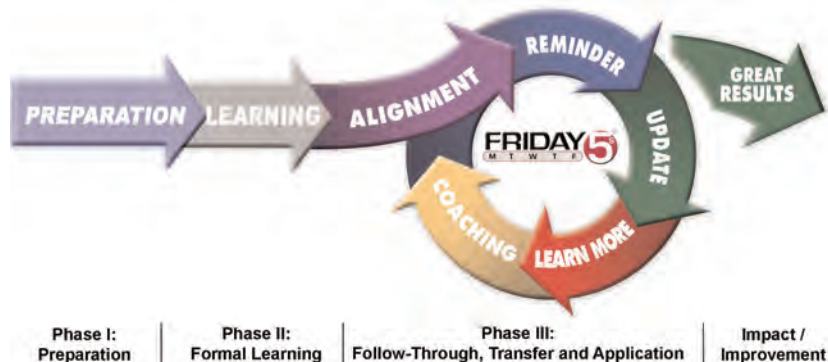 PREPARATION
LEARNING
ALIGNMENT
REMINDER
UPDATE
LEARN MORE
COACHING
GREAT
RESULTS
FRIDAY5s
M T W T F
Phase I:
Preparation
Phase II:
Formal Learning
Phase III:
Follow-Through, Transfer and Application
Impact /
Improvement